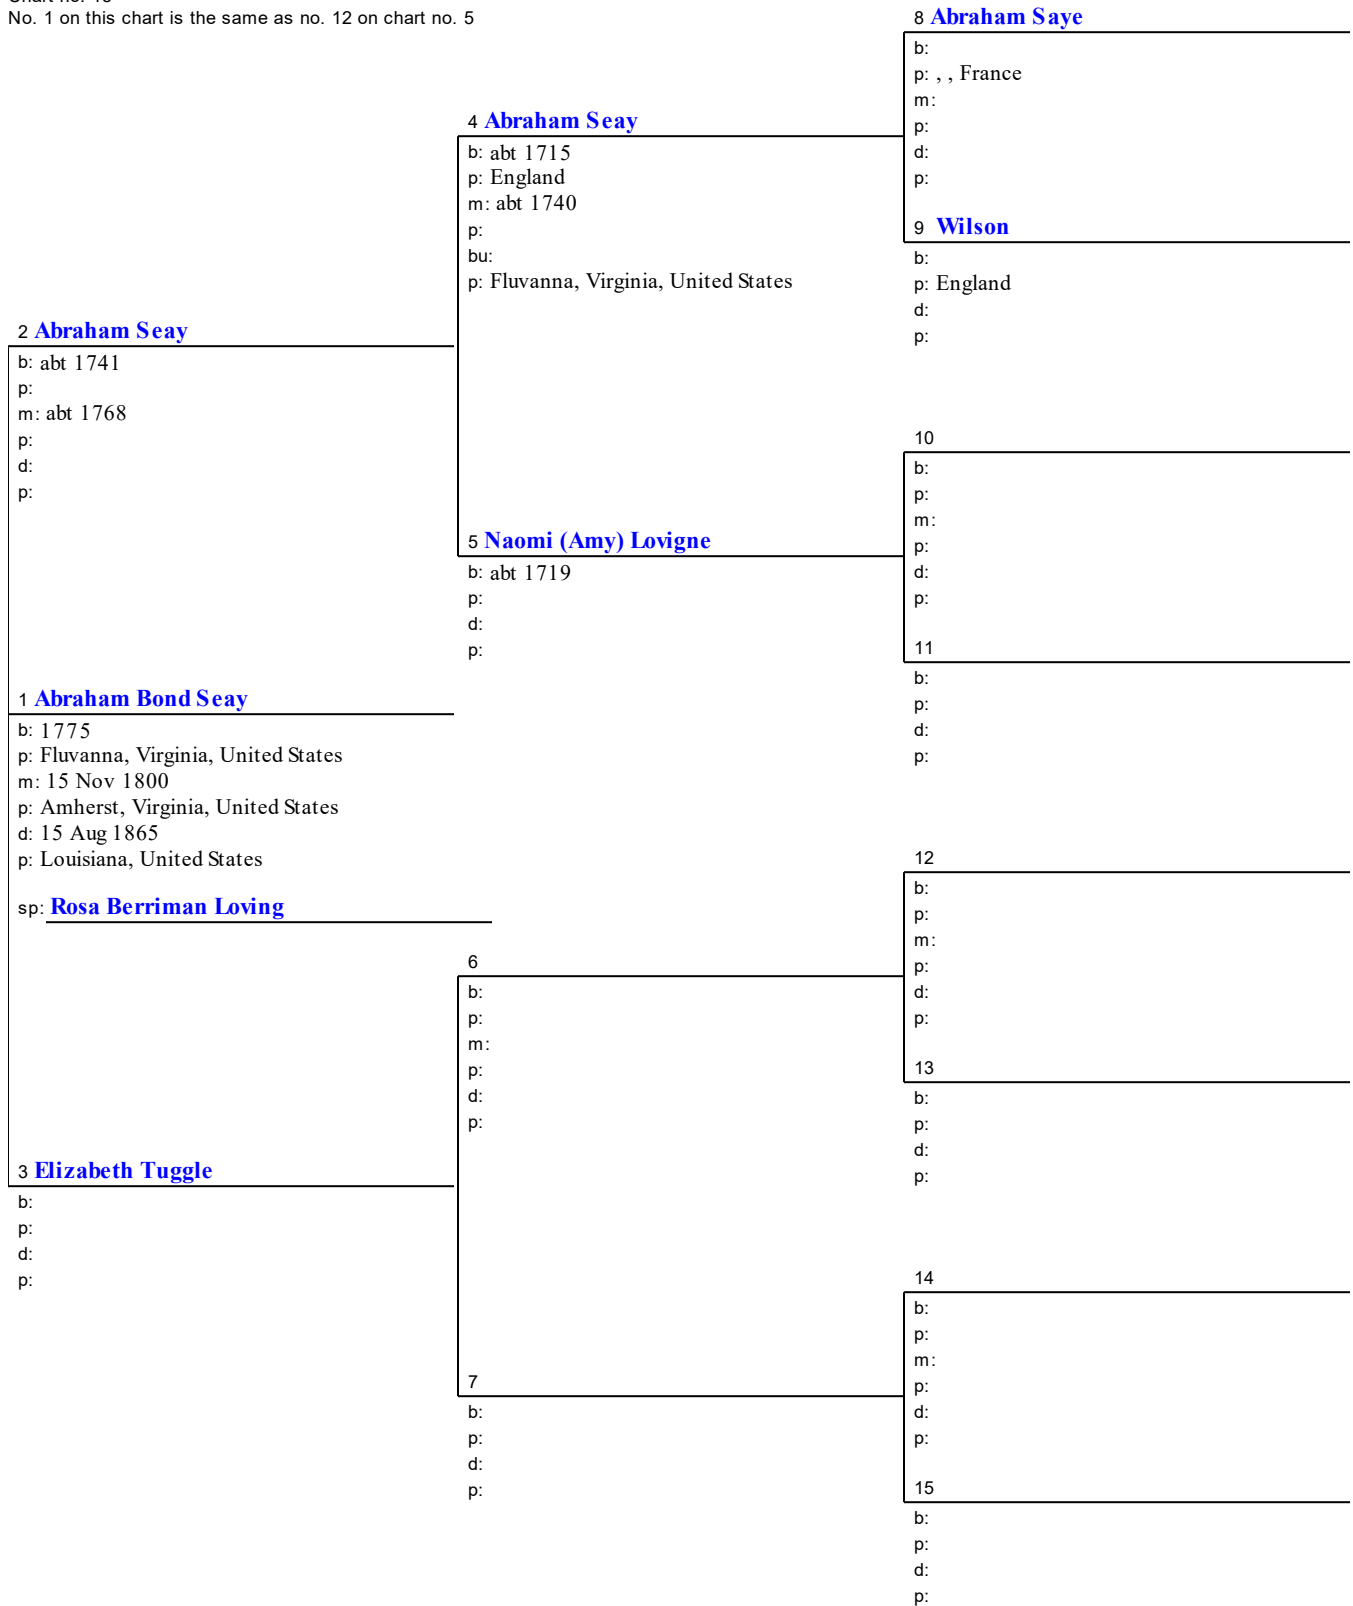 No. 1 on this chart is the same as no. 12 on chart no. 5
8 Abraham Saye
b:
p: , , France
m:
p:
d:
p:
4 Abraham Seay
b: abt 1715
p: England
m: abt 1740
p:
bu:
p: Fluvanna, Virginia, United States
9 Wilson
b:
p: England
d:
p:
2 Abraham Seay
b: abt 1741
p:
m: abt 1768
p:
d:
p:
10
b:
p:
m:
p:
d:
p:
5 Naomi (Amy) Lovigne
b: abt 1719
p:
d:
p:
11
b:
p:
d:
p:
1 Abraham Bond Seay
b: 1775
p: Fluvanna, Virginia, United States
m: 15 Nov 1800
p: Amherst, Virginia, United States
d: 15 Aug 1865
p: Louisiana, United States
sp: Rosa Berriman Loving
12
b:
p:
m:
p:
d:
p:
6
b:
p:
m:
p:
d:
p:
13
b:
p:
d:
p:
3 Elizabeth Tuggle
b:
p:
d:
p:
14
b:
p:
m:
p:
d:
p:
7
b:
p:
d:
p:
15
b:
p:
d:
p: